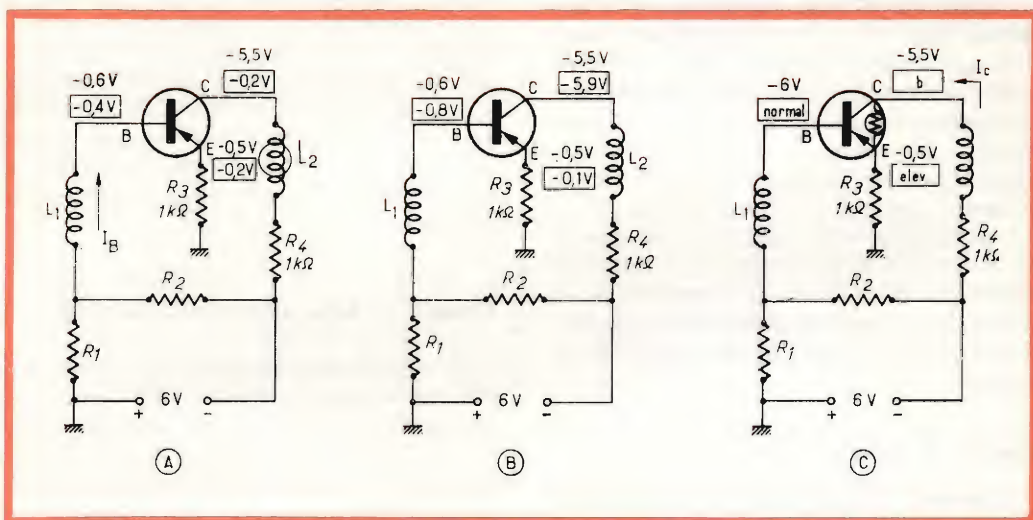 -5,5V
-0,2V
-0,6V
-0,4V
C
B
E
-0,5V
-0,2V
L2
R3
1kΩ
L1
IB
R4
1kΩ
R2
R1
+ 6V -
A
-5,5V
-5,9V
-0,6V
-0,8V
C
B
E
-0,5V
-0,1V
L2
R3
1kΩ
L1
R4
1kΩ
R2
R1
+ 6V -
B
-5,5V
b
Ic
-6V
normal
C
B
E
-0,5V
elev
R3
1kΩ
L1
R4
1kΩ
R2
R1
+ 6V -
C